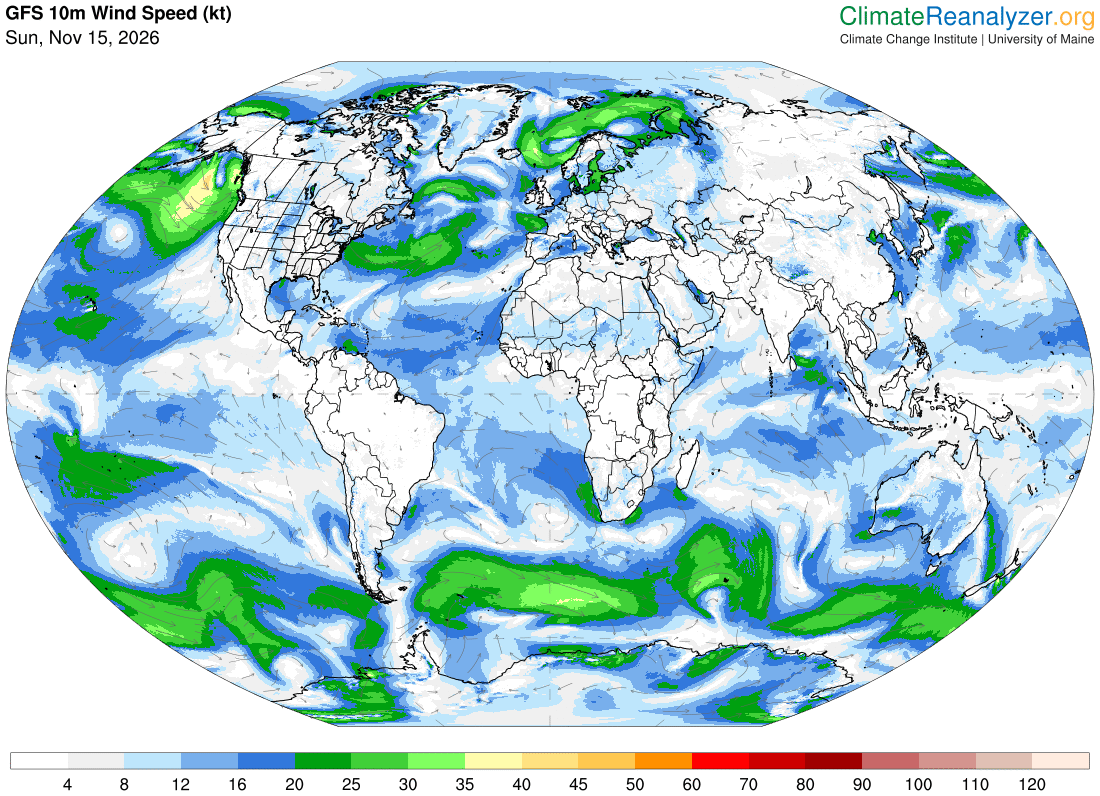 GFS 10m Wind Speed (kt)
Sun, Nov 15, 2026
ClimateReanalyzer.org
Climate Change Institute | University of Maine
4 8 12 16 20 25 30 35 40 45 50 60 70 80 90 100 110 120